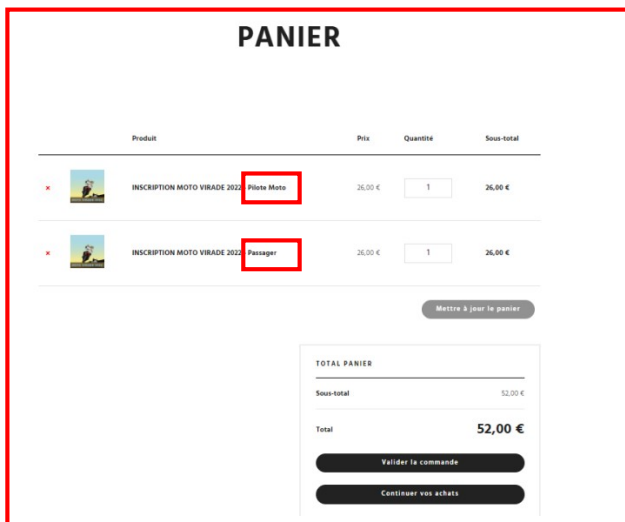 PANIER
Produit Prix Quantité Sous-total
× INSCRIPTION MOTO VIRADE 2022 Pilote Moto 26,00 € 1 26,00 €
× INSCRIPTION MOTO VIRADE 2022 Passager 26,00 € 1 26,00 €
Mettre à jour le panier
TOTAL PANIER
Sous-total 52,00 €
Total 52,00 €
Valider la commande
Continuer vos achats